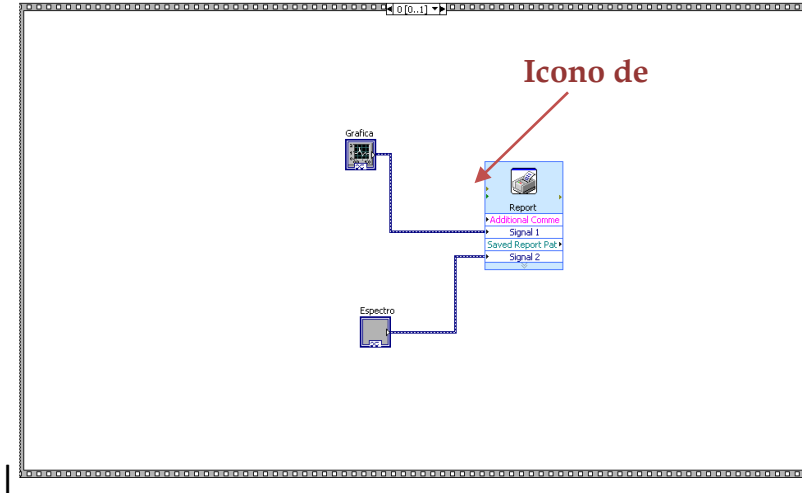 0 [0..1]
Icono de
Grafica
Report
Additional Comme
Signal 1
Saved Report Pat
Signal 2
Espectro